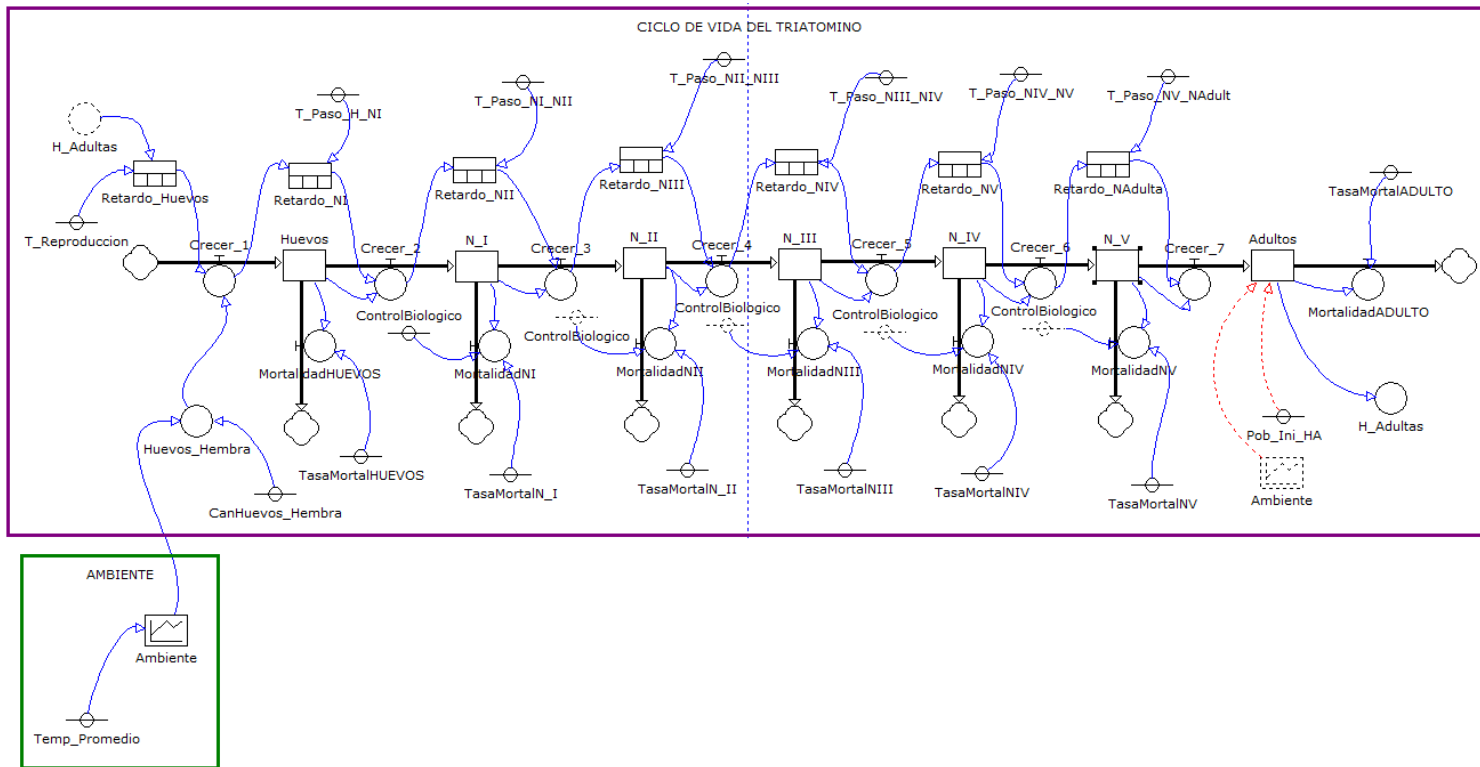 CICLO DE VIDA DEL TRIATOMINO
T_Paso_NII_NIII
T_Paso_NI_NII
T_Paso_NIII_NIV
T_Paso_NIV_NV
T_Paso_NV_NAdult
T_Paso_H_NI
H_Adultas
Retardo_Huevos
Retardo_NI
Retardo_NII
Retardo_NIII
Retardo_NIV
Retardo_NV
Retardo_NAdulta
TasaMortalADULTO
T_Reproduccion
Crecer_1
Huevos
Crecer_2
N_I
Crecer_3
N_II
Crecer_4
N_III
Crecer_5
N_IV
Crecer_6
N_V
Crecer_7
Adultos
ControlBiologico
ControlBiologico
ControlBiologico
ControlBiologico
ControlBiologico
MortalidadADULTO
MortalidadHUEVOS
MortalidadNI
MortalidadNII
MortalidadNIII
MortalidadNIV
MortalidadNV
Huevos_Hembra
Pob_Ini_HA
H_Adultas
TasaMortalHUEVOS
TasaMortalN_I
TasaMortalN_II
TasaMortalNIII
TasaMortalNIV
TasaMortalNV
Ambiente
CanHuevos_Hembra
AMBIENTE
Ambiente
Temp_Promedio